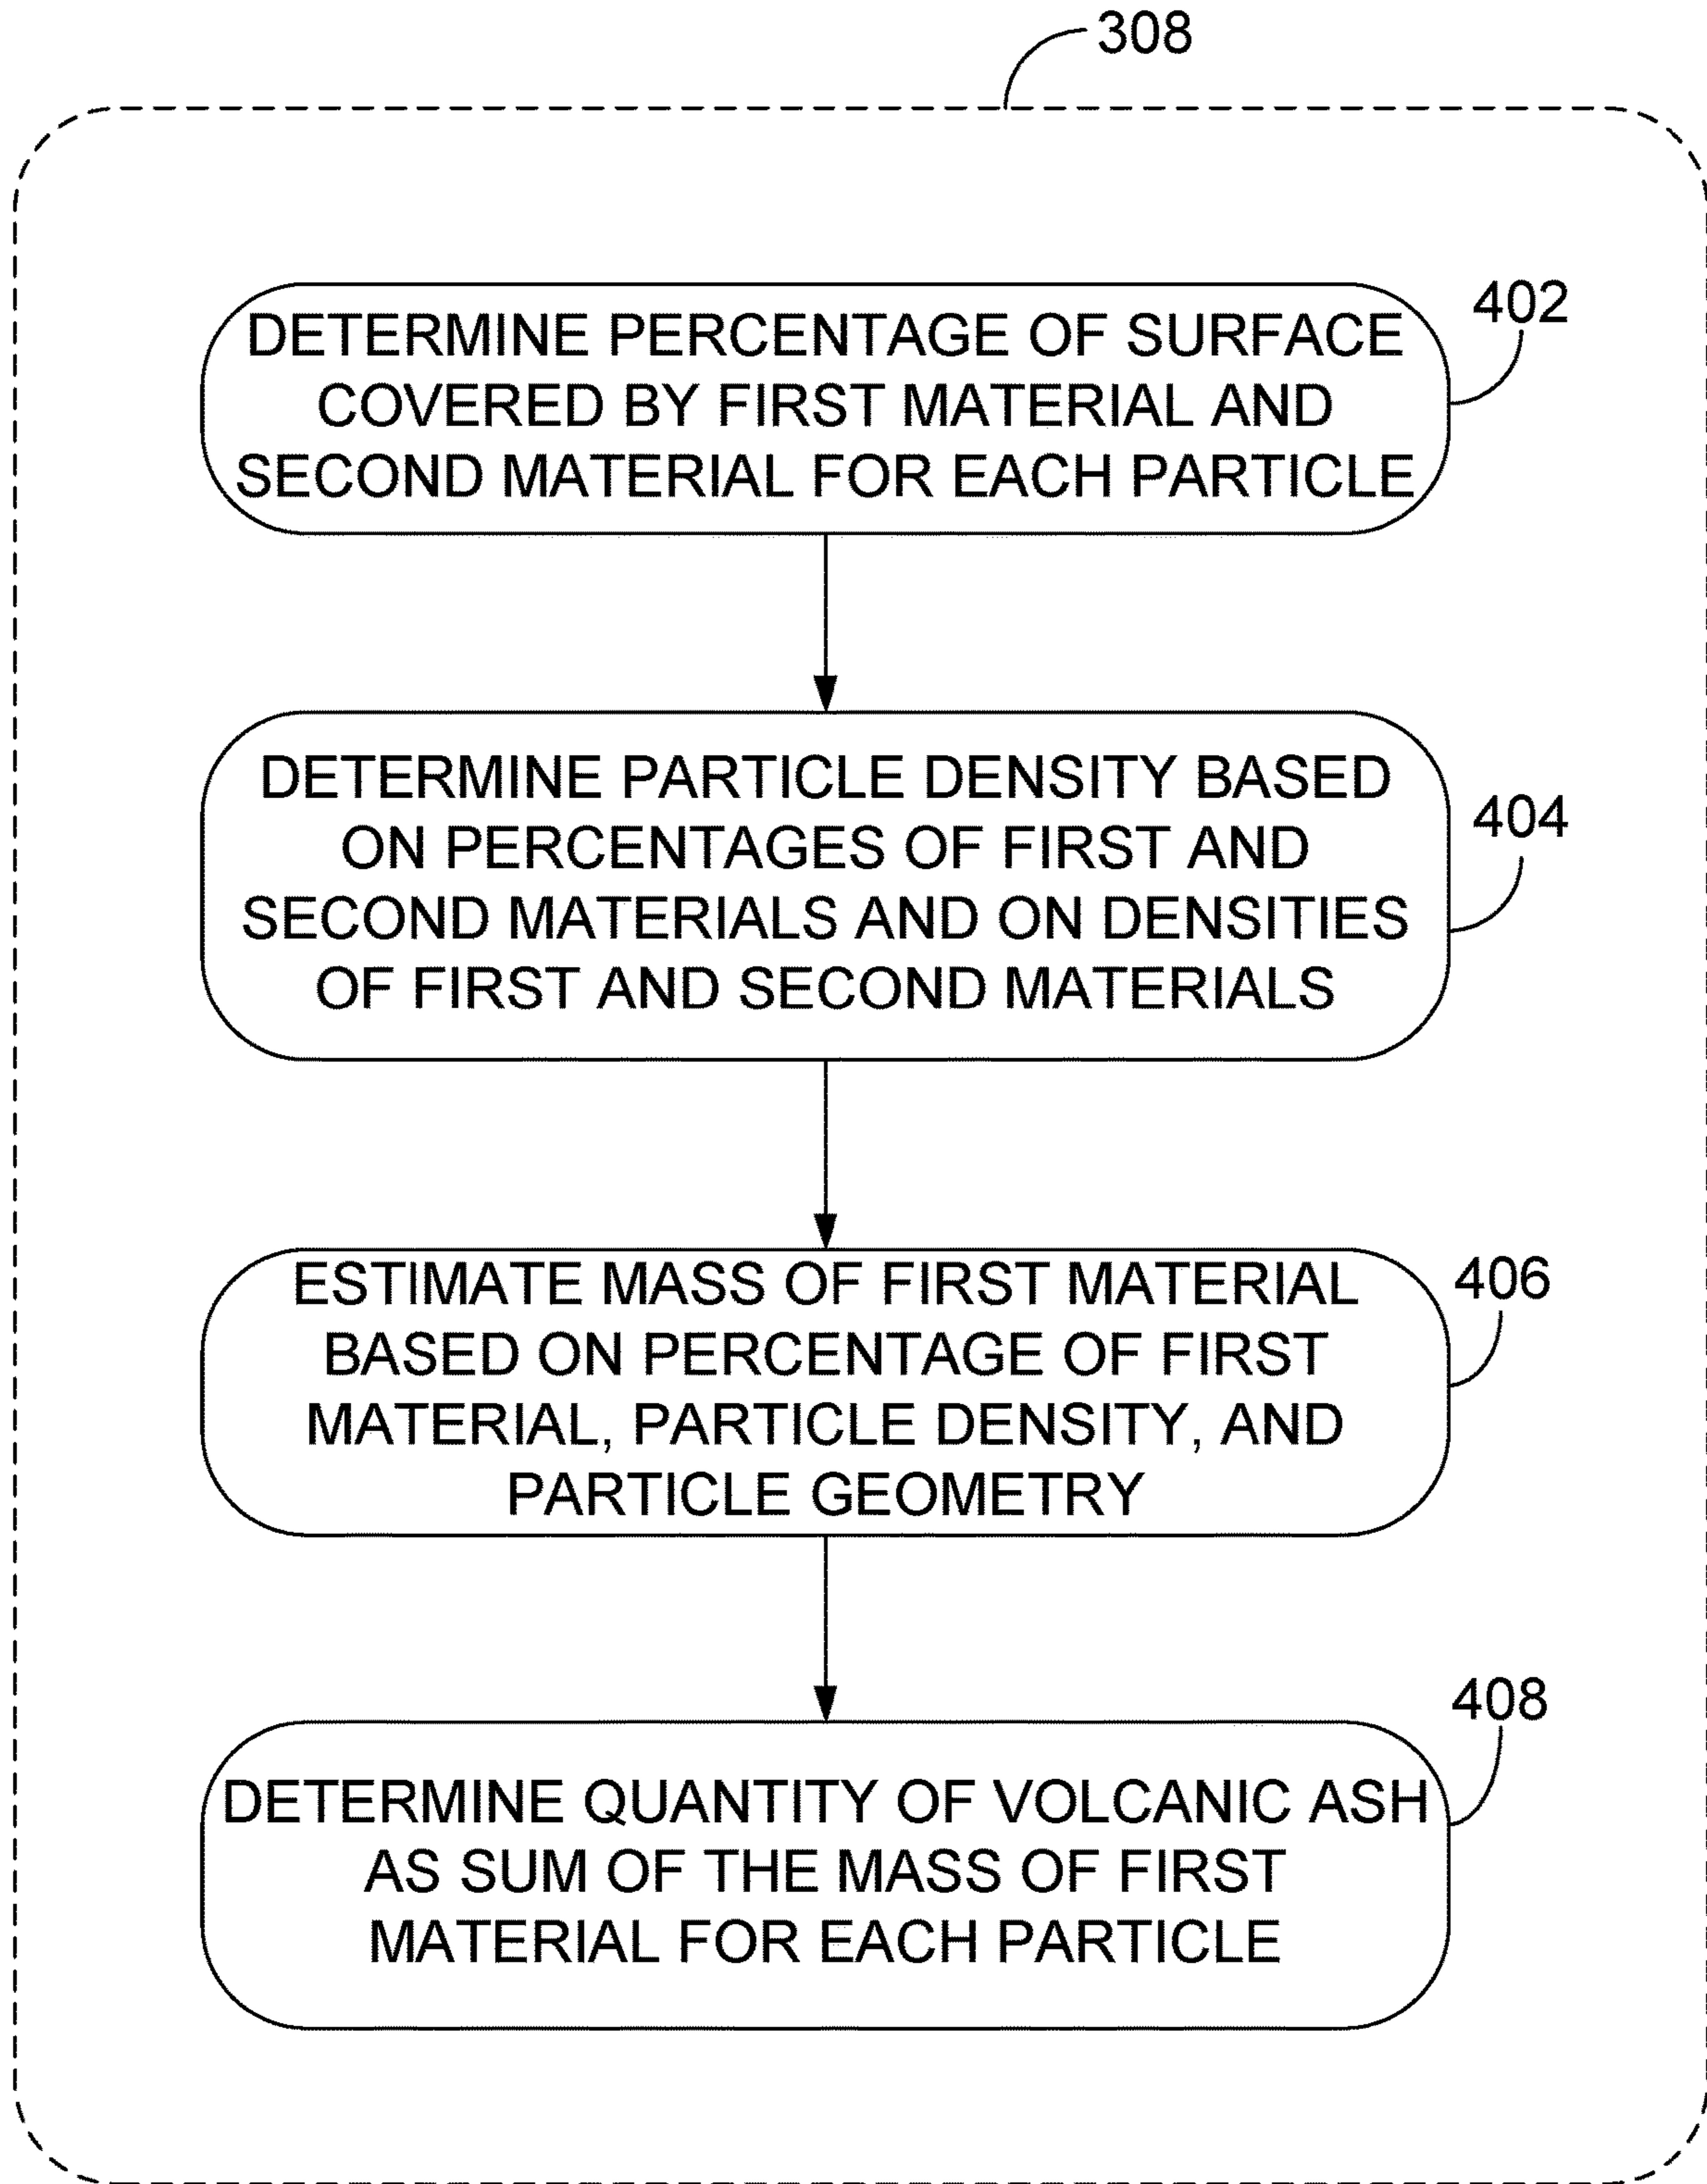 308
DETERMINE PERCENTAGE OF SURFACE
COVERED BY FIRST MATERIAL AND
SECOND MATERIAL FOR EACH PARTICLE
402
DETERMINE PARTICLE DENSITY BASED
ON PERCENTAGES OF FIRST AND
SECOND MATERIALS AND ON DENSITIES
OF FIRST AND SECOND MATERIALS
404
ESTIMATE MASS OF FIRST MATERIAL
BASED ON PERCENTAGE OF FIRST
MATERIAL, PARTICLE DENSITY, AND
PARTICLE GEOMETRY
406
DETERMINE QUANTITY OF VOLCANIC ASH
AS SUM OF THE MASS OF FIRST
MATERIAL FOR EACH PARTICLE
408